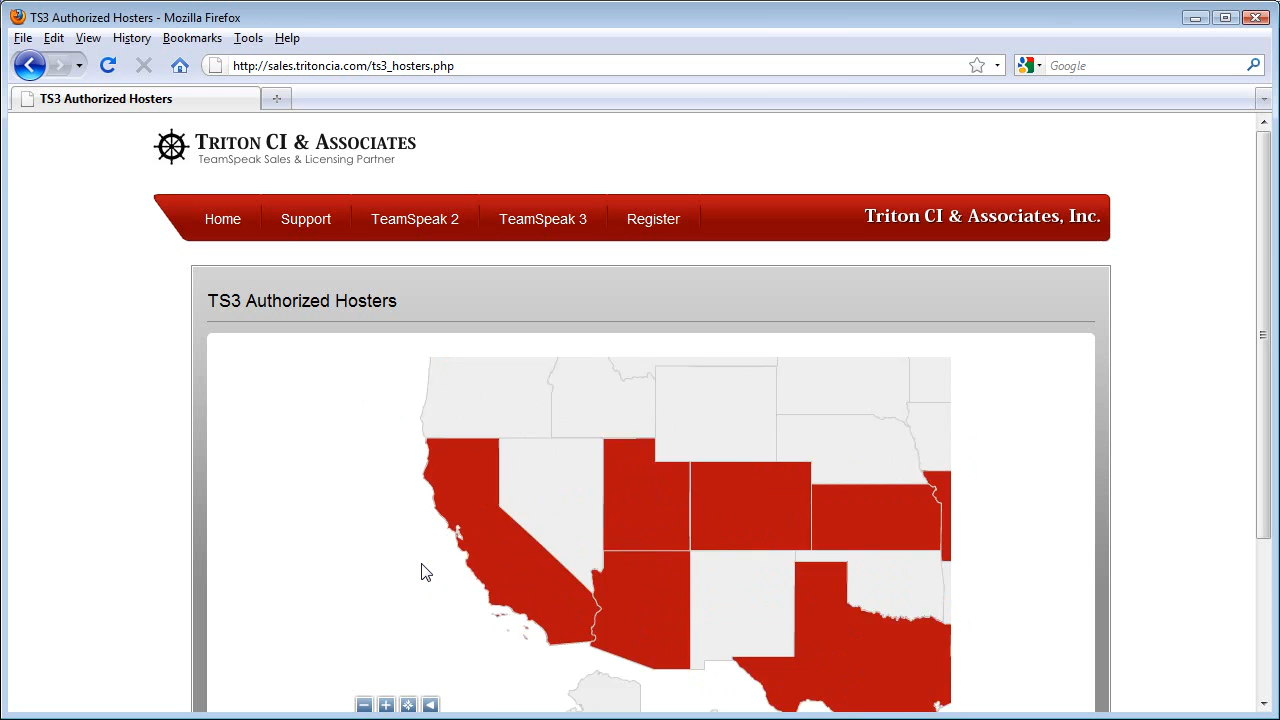 TS3 Authorized Hosters - Mozilla Firefox
File Edit View History Bookmarks Tools Help
http://sales.tritoncia.com/ts3_hosters.php
Google
TS3 Authorized Hosters
TRITON CI & ASSOCIATES
TeamSpeak Sales & Licensing Partner
Home Support TeamSpeak 2 TeamSpeak 3 Register Triton CI & Associates, Inc.
TS3 Authorized Hosters